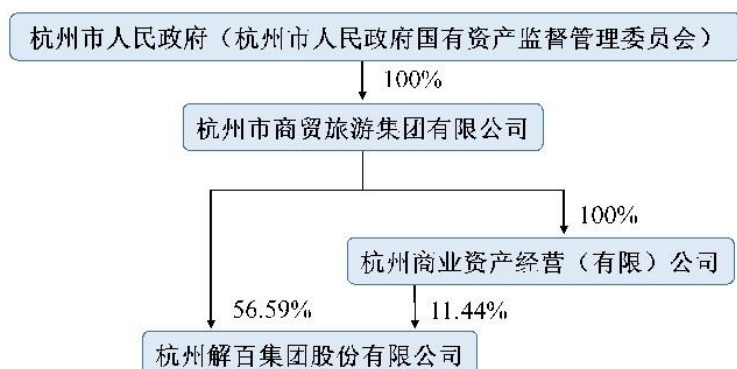 杭州市人民政府（杭州市人民政府国有资产监督管理委员会）
100%
杭州市商贸旅游集团有限公司
100%
杭州商业资产经营（有限）公司
56.59%
11.44%
杭州解百集团股份有限公司